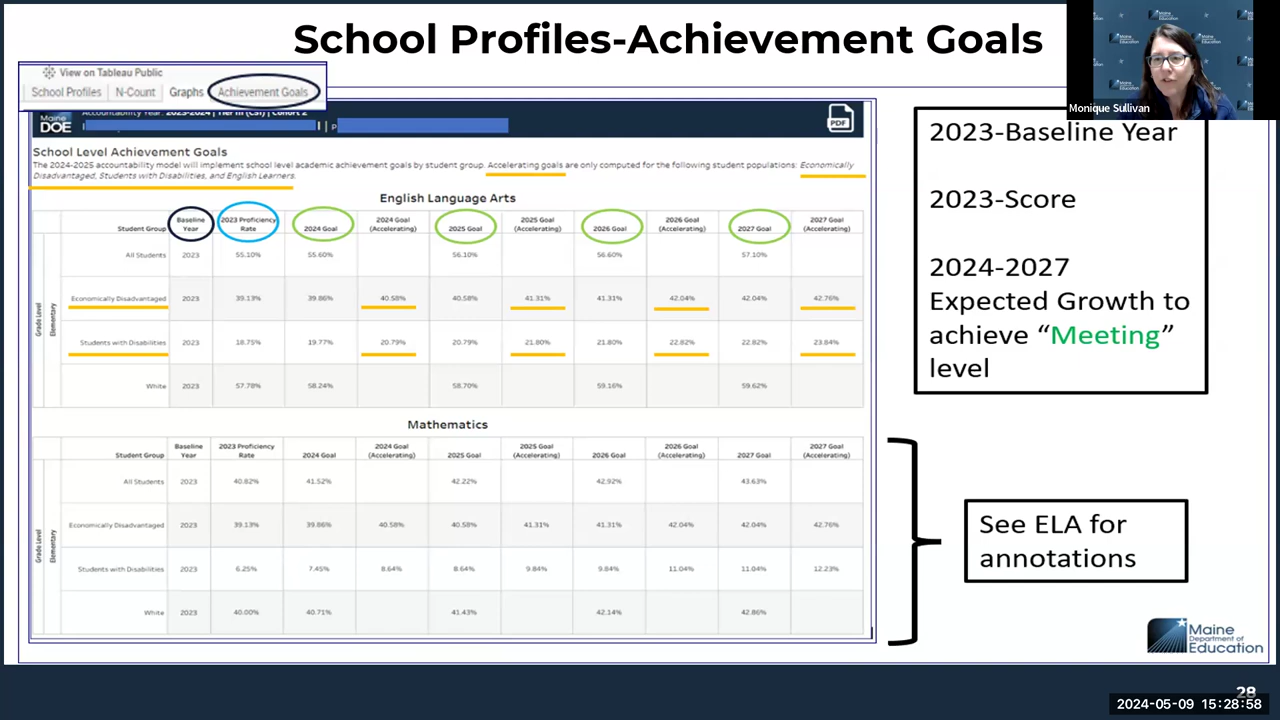 School Profiles-Achievement Goals
View on Tableau Public
School Profiles N-Count Graphs Achievement Goals
Monique Sullivan
Maine DOE
Accountability Year: 2023-2024 | Tier III (CSI) | Cohort 2
PDF
School Level Achievement Goals
The 2024-2025 accountability model will implement school level academic achievement goals by student group. Accelerating goals are only computed for the following student populations: Economically
Disadvantaged, Students with Disabilities, and English Learners.
English Language Arts
Student Group Baseline Year 2023 Proficiency Rate 2024 Goal 2024 Goal (Accelerating) 2025 Goal 2025 Goal (Accelerating) 2026 Goal 2026 Goal (Accelerating) 2027 Goal 2027 Goal (Accelerating)
Grade Level
Elementary
All Students 2023 55.10% 55.60% 56.10% 56.60% 57.10%
Economically Disadvantaged 2023 39.13% 39.86% 40.58% 40.58% 41.31% 41.31% 42.04% 42.04% 42.76%
Students with Disabilities 2023 18.75% 19.77% 20.79% 20.79% 21.80% 21.80% 22.82% 22.82% 23.84%
White 2023 57.78% 58.24% 58.70% 59.16% 59.62%
Mathematics
Student Group Baseline Year 2023 Proficiency Rate 2024 Goal 2024 Goal (Accelerating) 2025 Goal 2025 Goal (Accelerating) 2026 Goal 2026 Goal (Accelerating) 2027 Goal 2027 Goal (Accelerating)
Grade Level
Elementary
All Students 2023 40.82% 41.52% 42.22% 42.92% 43.63%
Economically Disadvantaged 2023 39.13% 39.86% 40.58% 40.58% 41.31% 41.31% 42.04% 42.04% 42.76%
Students with Disabilities 2023 6.25% 7.45% 8.64% 8.64% 9.84% 9.84% 11.04% 11.04% 12.23%
White 2023 40.00% 40.71% 41.43% 42.14% 42.86%
2023-Baseline Year
2023-Score
2024-2027
Expected Growth to
achieve “Meeting”
level
See ELA for
annotations
Maine
Department of
Education
28
2024-05-09 15:28:58